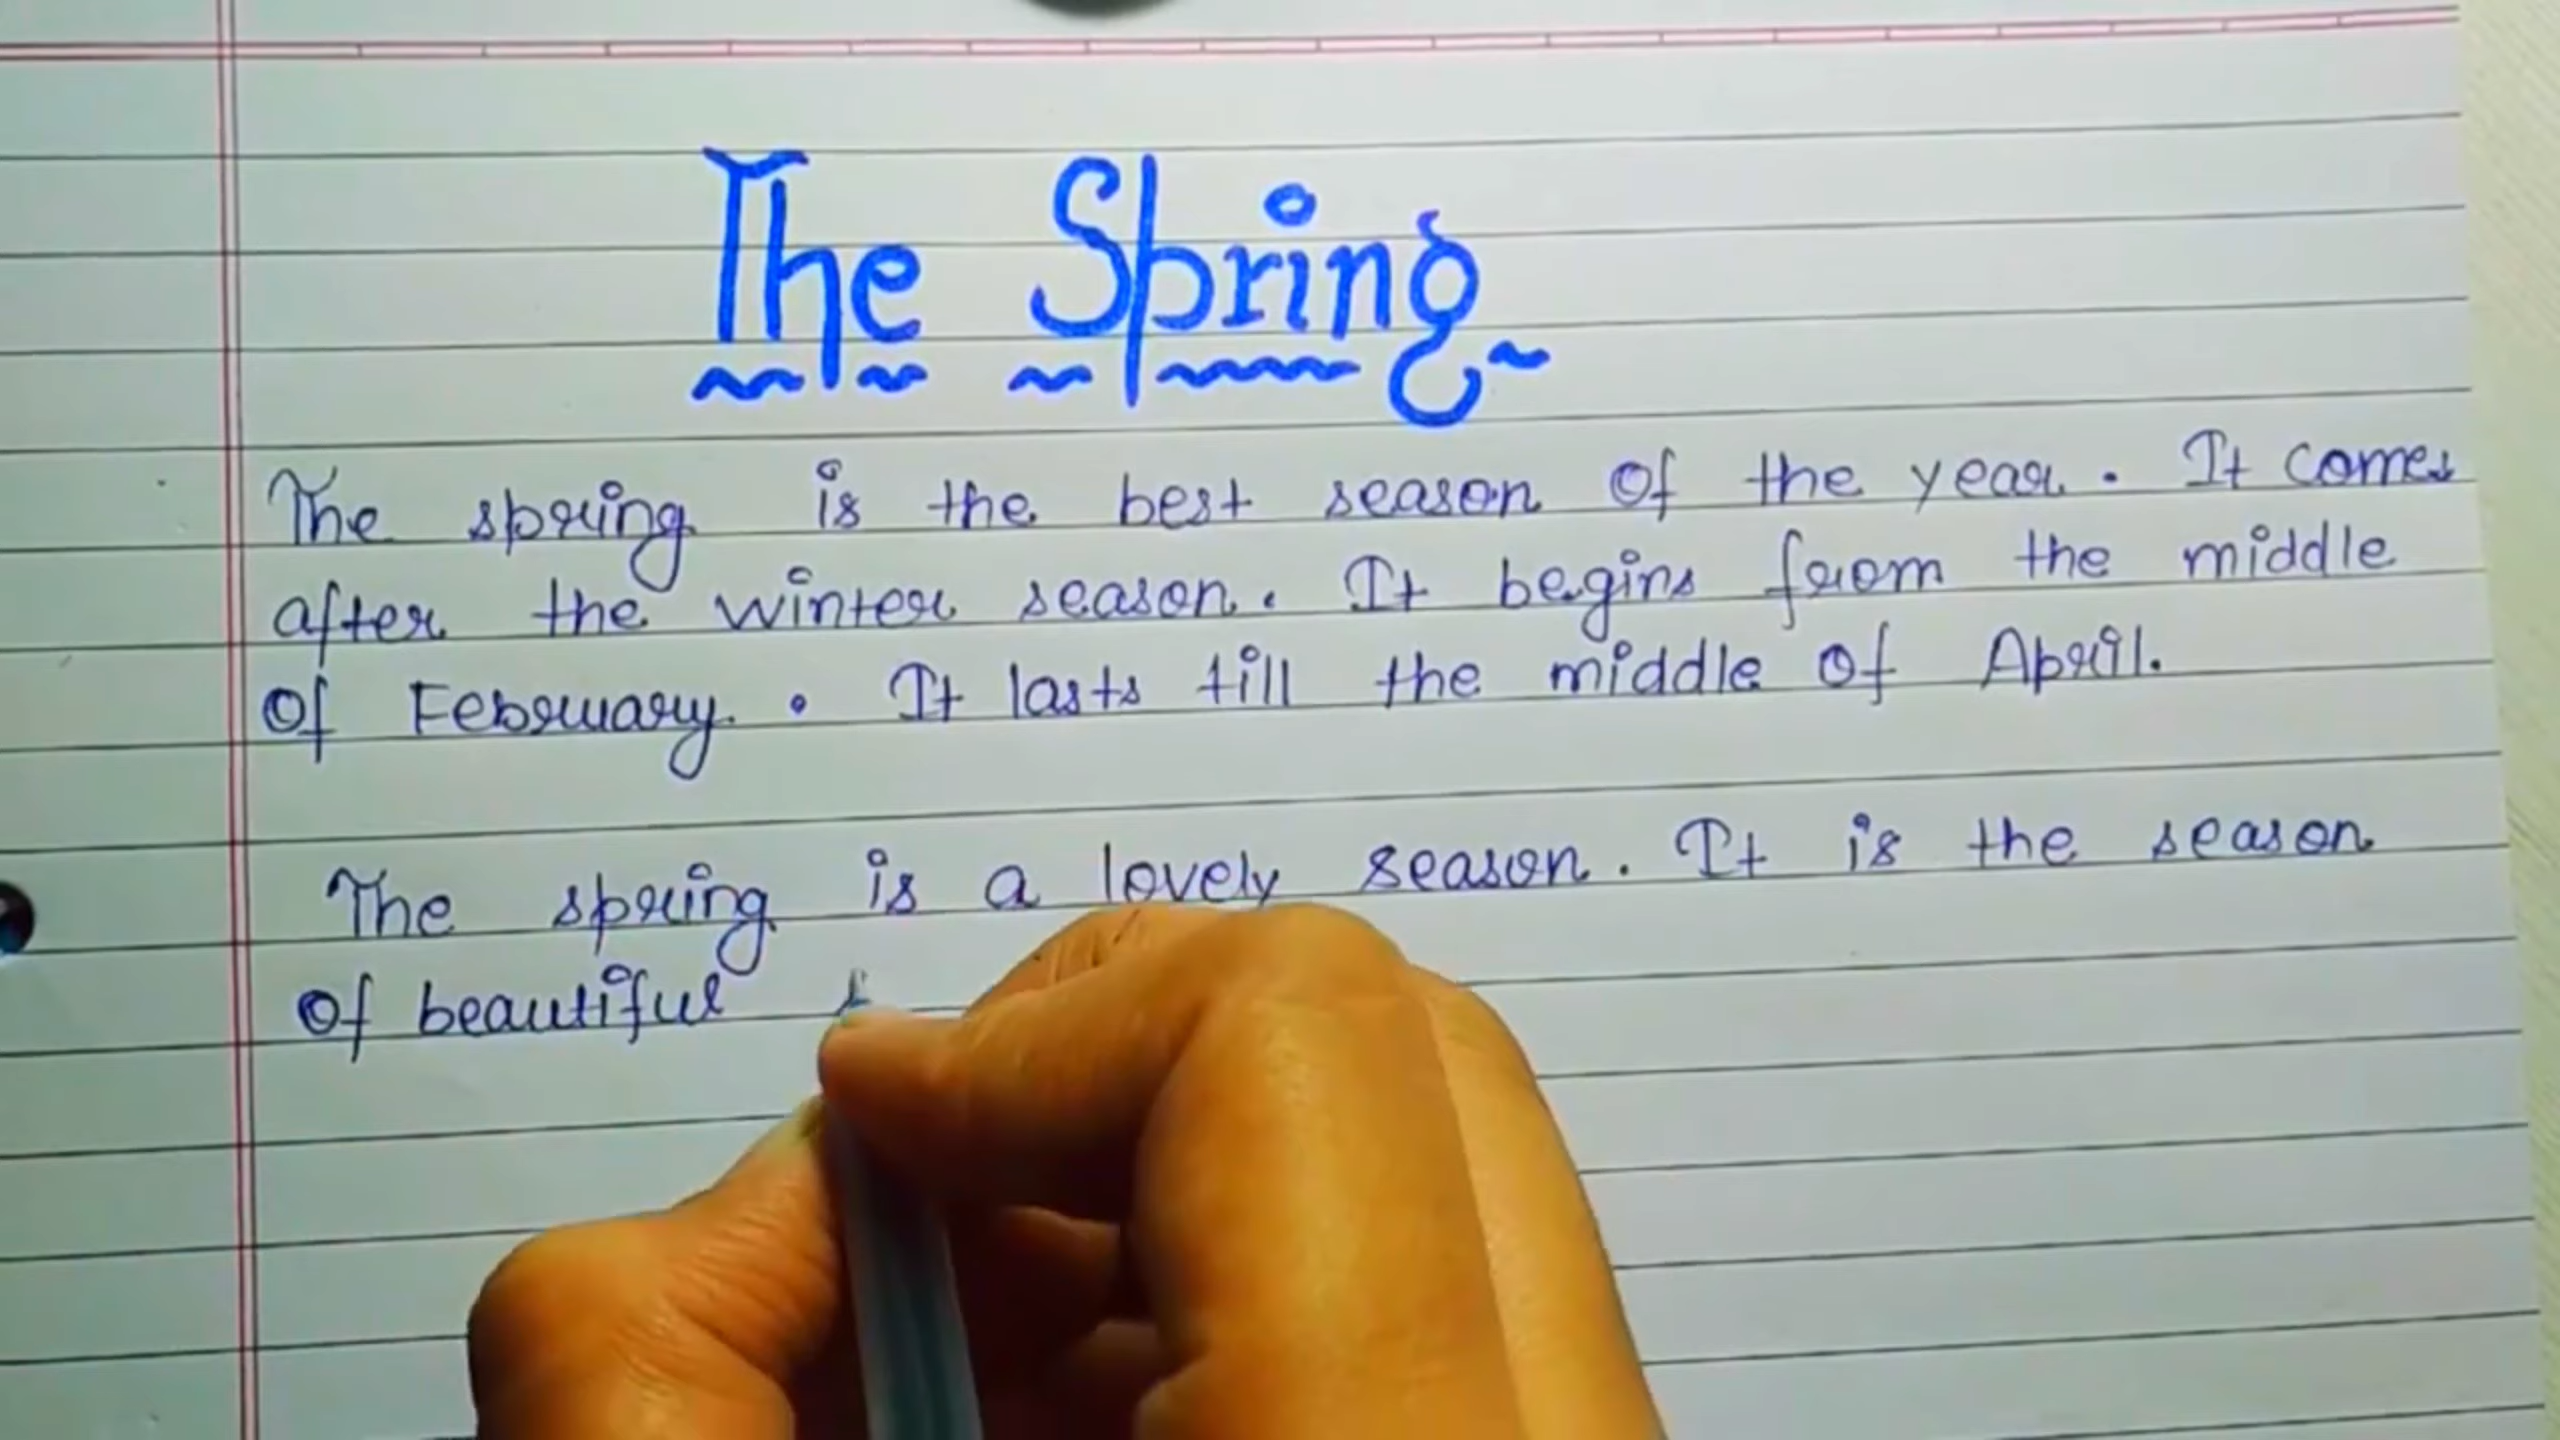 The Spring
The spring is the best season of the year. It comes
after the winter season. It begins from the middle
of February. It lasts till the middle of April.
The spring is a lovely season. It is the season
of beautiful